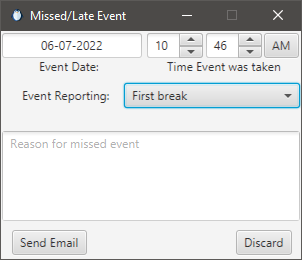 Missed/Late Event
06-07-2022 10 46 AM
Event Date: Time Event was taken
Event Reporting: First break
Reason for missed event
Send Email Discard